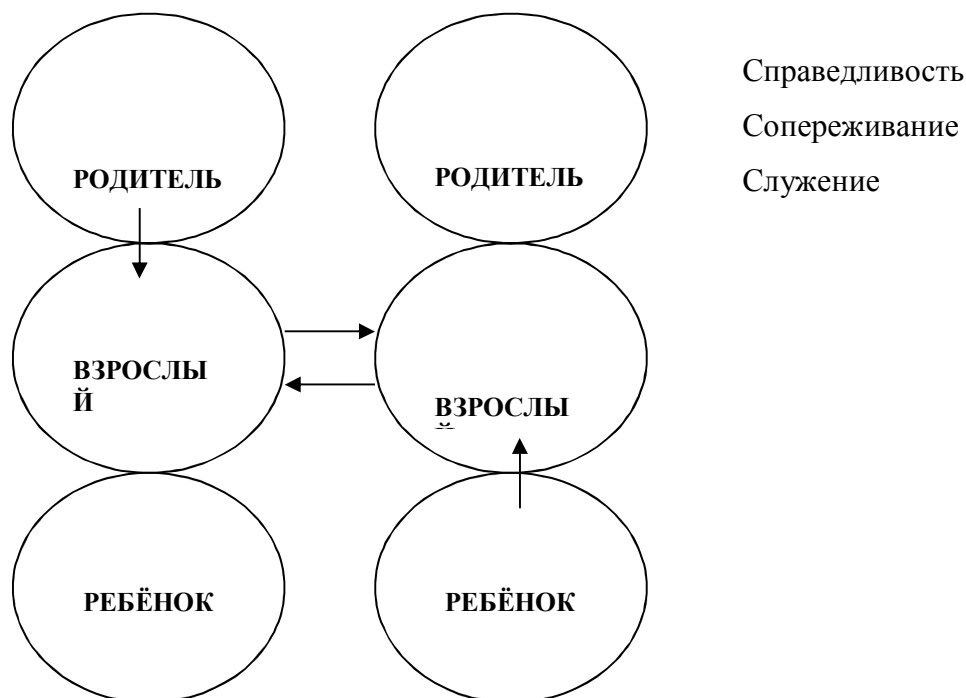 РОДИТЕЛЬ
РОДИТЕЛЬ
Справедливость
Сопереживание
Служение
ВЗРОСЛЫ
Й
ВЗРОСЛЫ
РЕБЁНОК
РЕБЁНОК